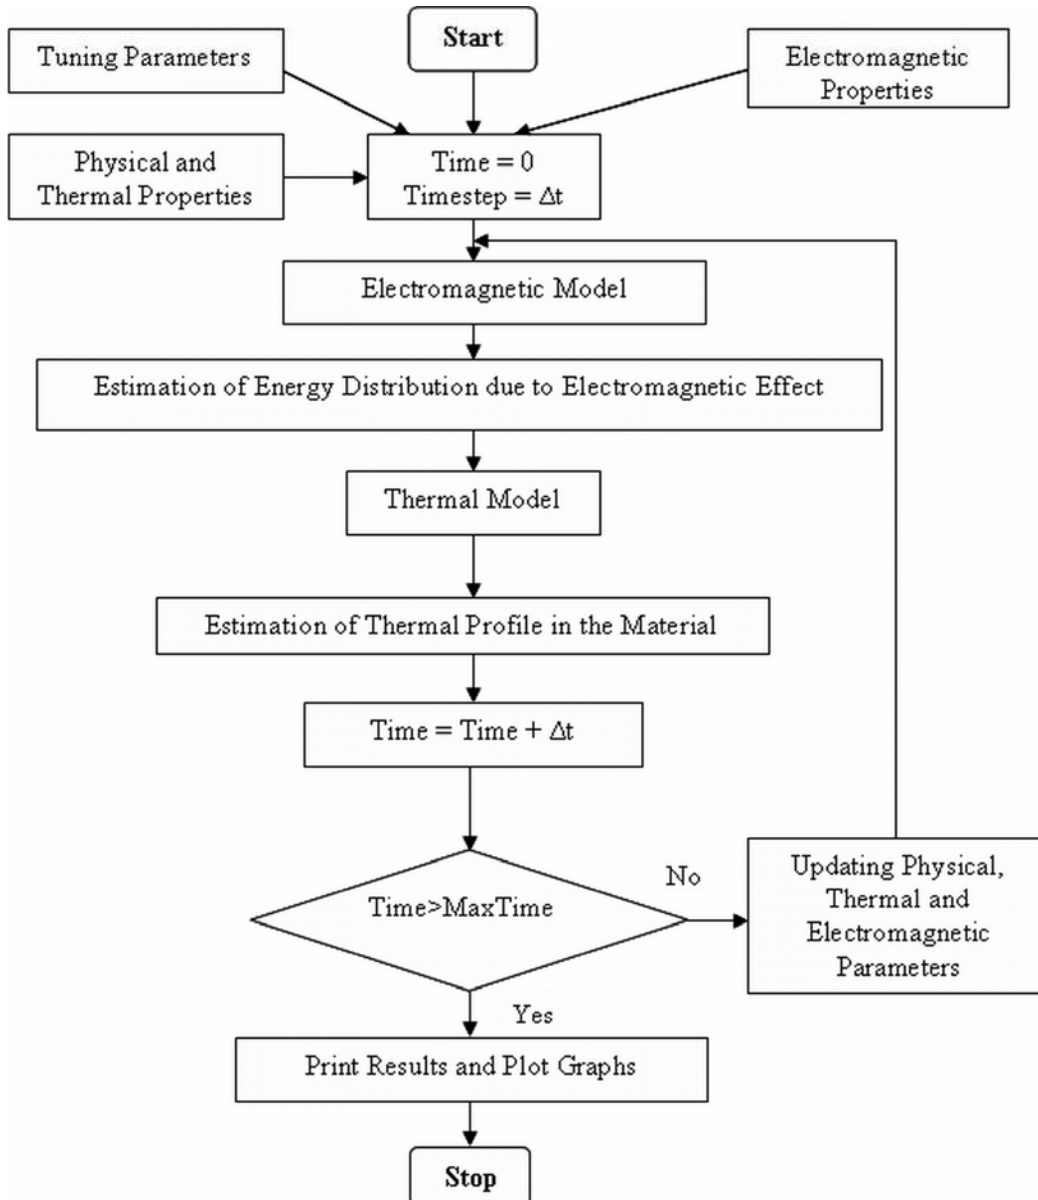 Start
Tuning Parameters
Electromagnetic
Properties
Physical and
Thermal Properties
Time = 0
Timestep = Δt
Electromagnetic Model
Estimation of Energy Distribution due to Electromagnetic Effect
Thermal Model
Estimation of Thermal Profile in the Material
Time = Time + Δt
Time>MaxTime
No
Updating Physical,
Thermal and
Electromagnetic
Parameters
Yes
Print Results and Plot Graphs
Stop